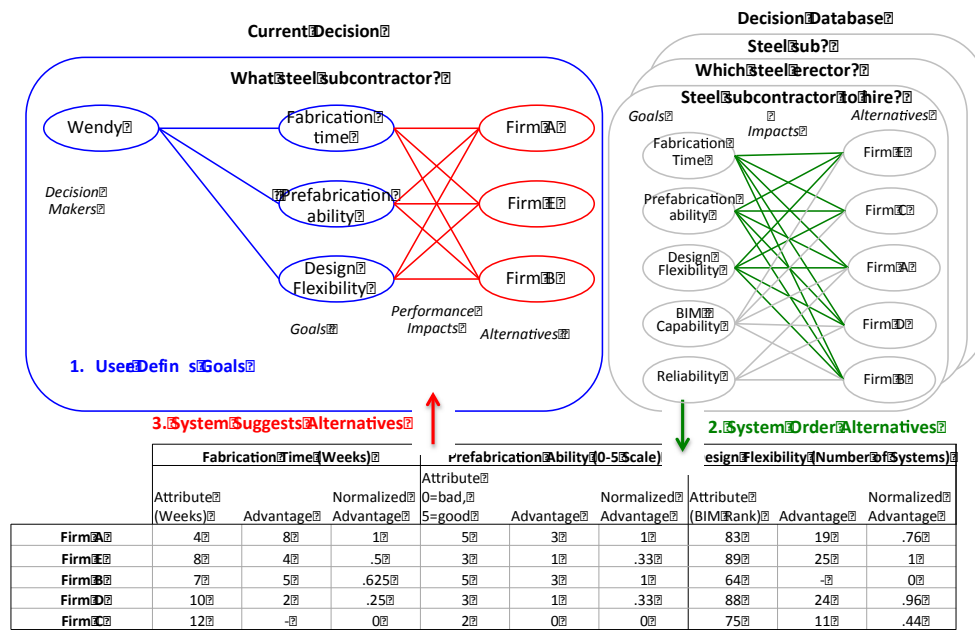 Current Decision
Decision Database
Steel sub?
Which steel erector?
What steel subcontractor?
Steel subcontractor to hire?
Goals
Impacts
Alternatives
Wendy
Fabrication
time
Firm A
Decision
Makers
Prefabrication
ability
Firm E
Design
Flexibility
Firm B
Goals
Performance
Impacts
Alternatives
1. User Defin s Goals
Fabrication
Time
Firm E
Prefabrication
ability
Firm C
Design
Flexibility
Firm A
BIM
Capability
Firm D
Reliability
Firm B
3. System Suggests Alternatives
2. System Order Alternatives
Fabrication Time (Weeks) Prefabrication Ability (0-5 Scale) esign Flexibility (Number of Systems)
Attribute
(Weeks) Advantage Normalized
Advantage
Attribute
0=bad,
5=good Advantage Normalized
Advantage
Attribute
(BIM Rank) Advantage Normalized
Advantage
Firm A 4 8 1 5 3 1 83 19 .76
Firm E 8 4 .5 3 1 .33 89 25 1
Firm B 7 5 .625 5 3 1 64 - 0
Firm D 10 2 .25 3 1 .33 88 24 .96
Firm C 12 - 0 2 0 0 75 11 .44